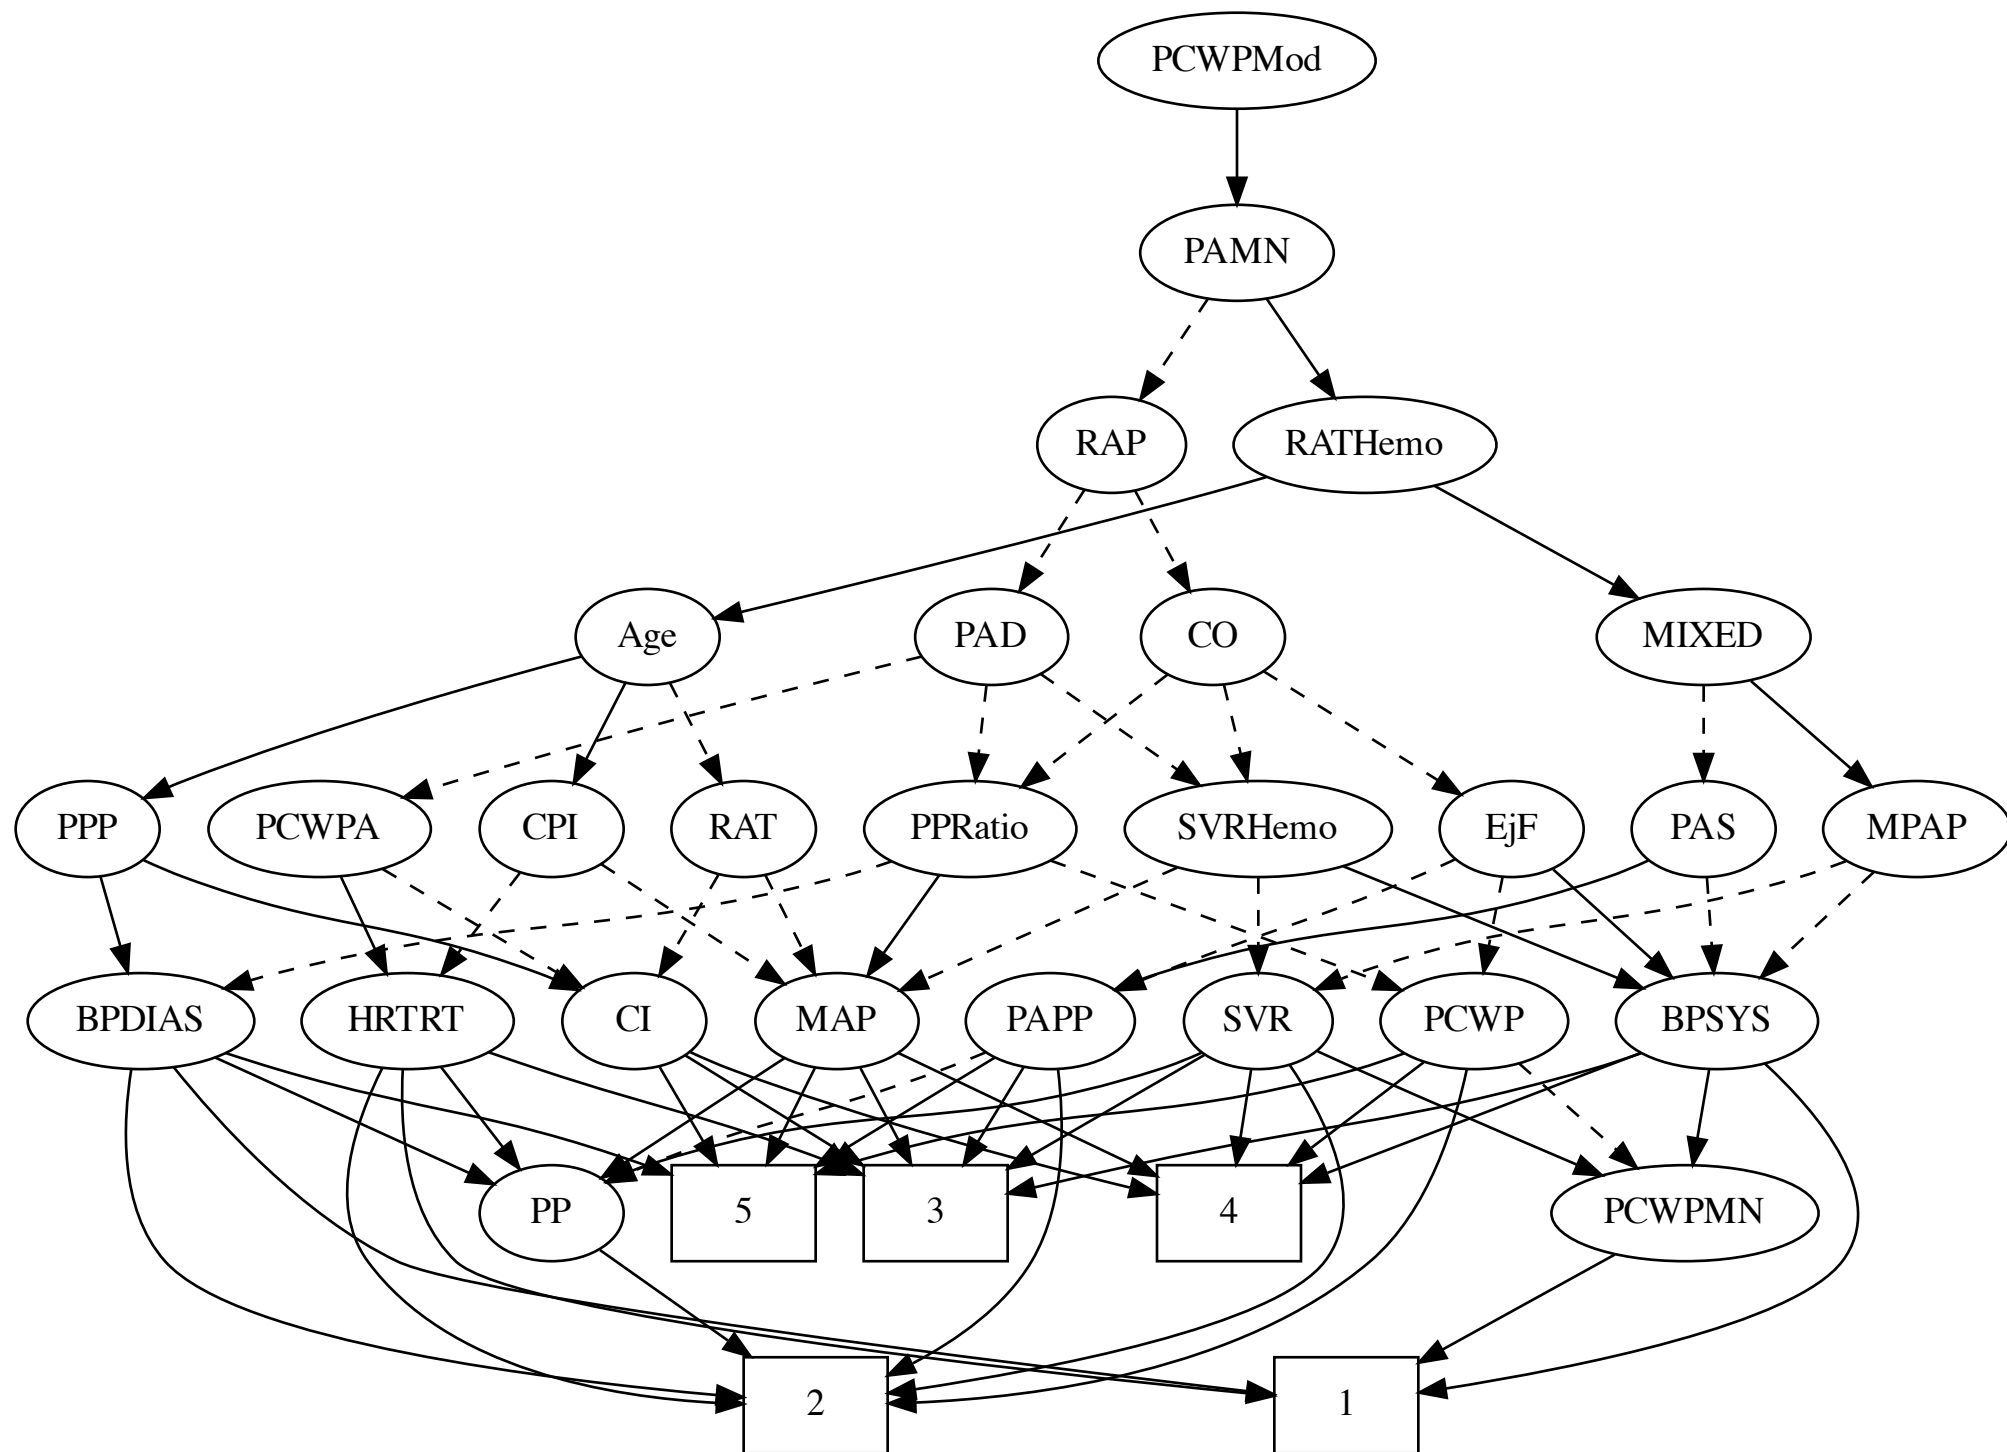 PCWPMod
PAMN
RAP
RATHemo
Age
PAD
CO
MIXED
PPP
PCWPA
CPI
RAT
PPRatio
SVRHemo
EjF
PAS
MPAP
BPDIAS
HRTRT
CI
MAP
PAPP
SVR
PCWP
BPSYS
PP
5
3
4
PCWPMN
2
1